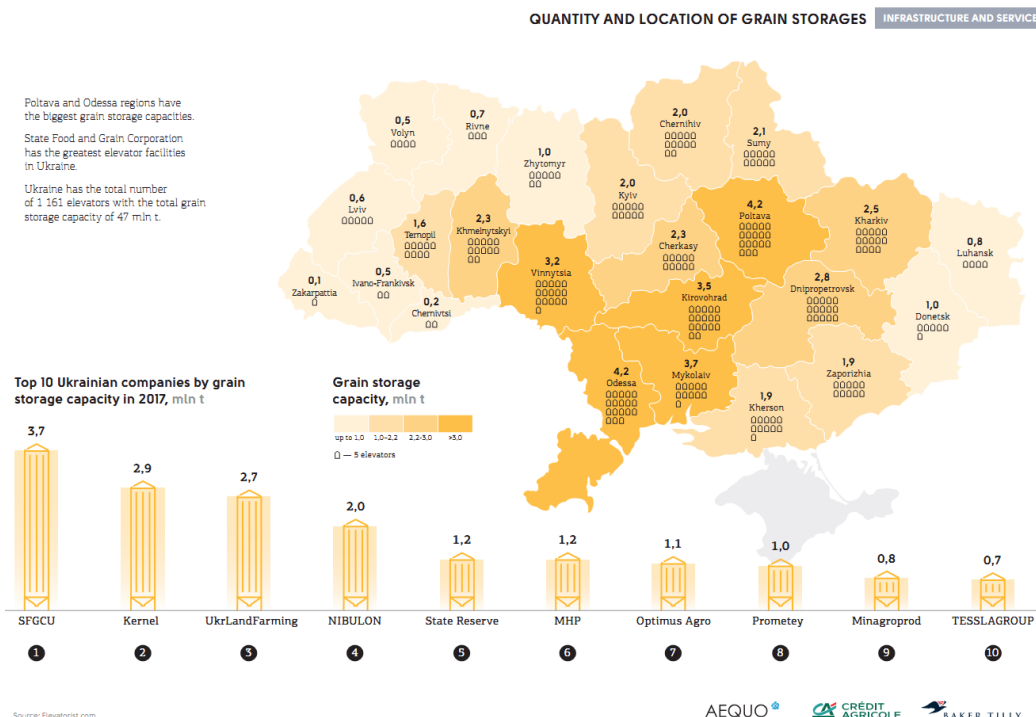 QUANTITY AND LOCATION OF GRAIN STORAGES
INFRASTRUCTURE AND SERVICE
Poltava and Odessa regions have
the biggest grain storage capacities.
State Food and Grain Corporation
has the greatest elevator facilities
in Ukraine.
Ukraine has the total number
of 1 161 elevators with the total grain
storage capacity of 47 mln t.
0,5
Volyn
0,7
Rivne
1,0
Zhytomyr
2,0
Kyiv
2,0
Chernihiv
2,1
Sumy
0,6
Lviv
1,6
Ternopil
2,3
Khmelnytskyi
3,2
Vinnytsia
2,3
Cherkasy
4,2
Poltava
2,5
Kharkiv
0,8
Luhansk
0,1
Zakarpattia
0,5
Ivano-Frankivsk
0,2
Chernivtsi
3,5
Kirovohrad
2,8
Dnipropetrovsk
1,0
Donetsk
4,2
Odessa
3,7
Mykolaiv
1,9
Kherson
1,9
Zaporizhia
Top 10 Ukrainian companies by grain
storage capacity in 2017, mln t
Grain storage
capacity, mln t
up to 1,0 1,0–2,2 2,2-3,0 >3,0
— 5 elevators
3,7 2,9 2,7 2,0 1,2 1,2 1,1 1,0 0,8 0,7
SFGCU Kernel UkrLandFarming NIBULON State Reserve MHP Optimus Agro Prometey Minagroprod TESSLAGROUP
1 2 3 4 5 6 7 8 9 10
Source: Elevatorist.com
AEQUO
CRÉDIT
AGRICOLE
BAKER TILLY